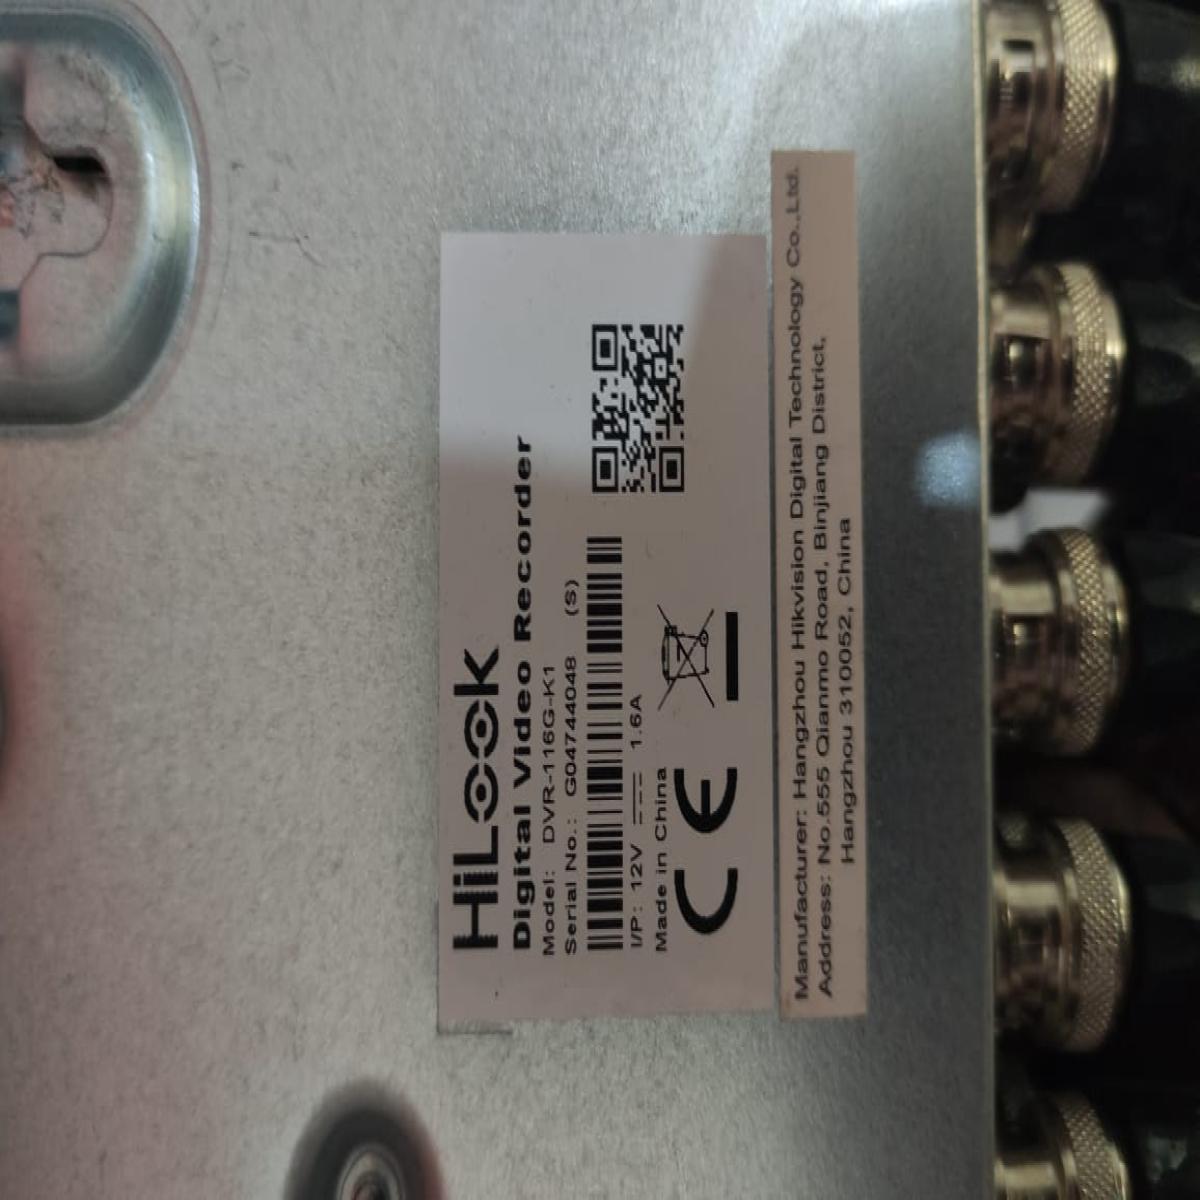 HiLook
Digital Video Recorder
Model: DVR-116G-K1
Serial No.: G04744048 (S)
I/P: 12V ⎓ 1.6A
Made in China
CE
Manufacturer: Hangzhou Hikvision Digital Technology Co.,Ltd.
Address: No.555 Qianmo Road, Binjiang District,
Hangzhou 310052, China